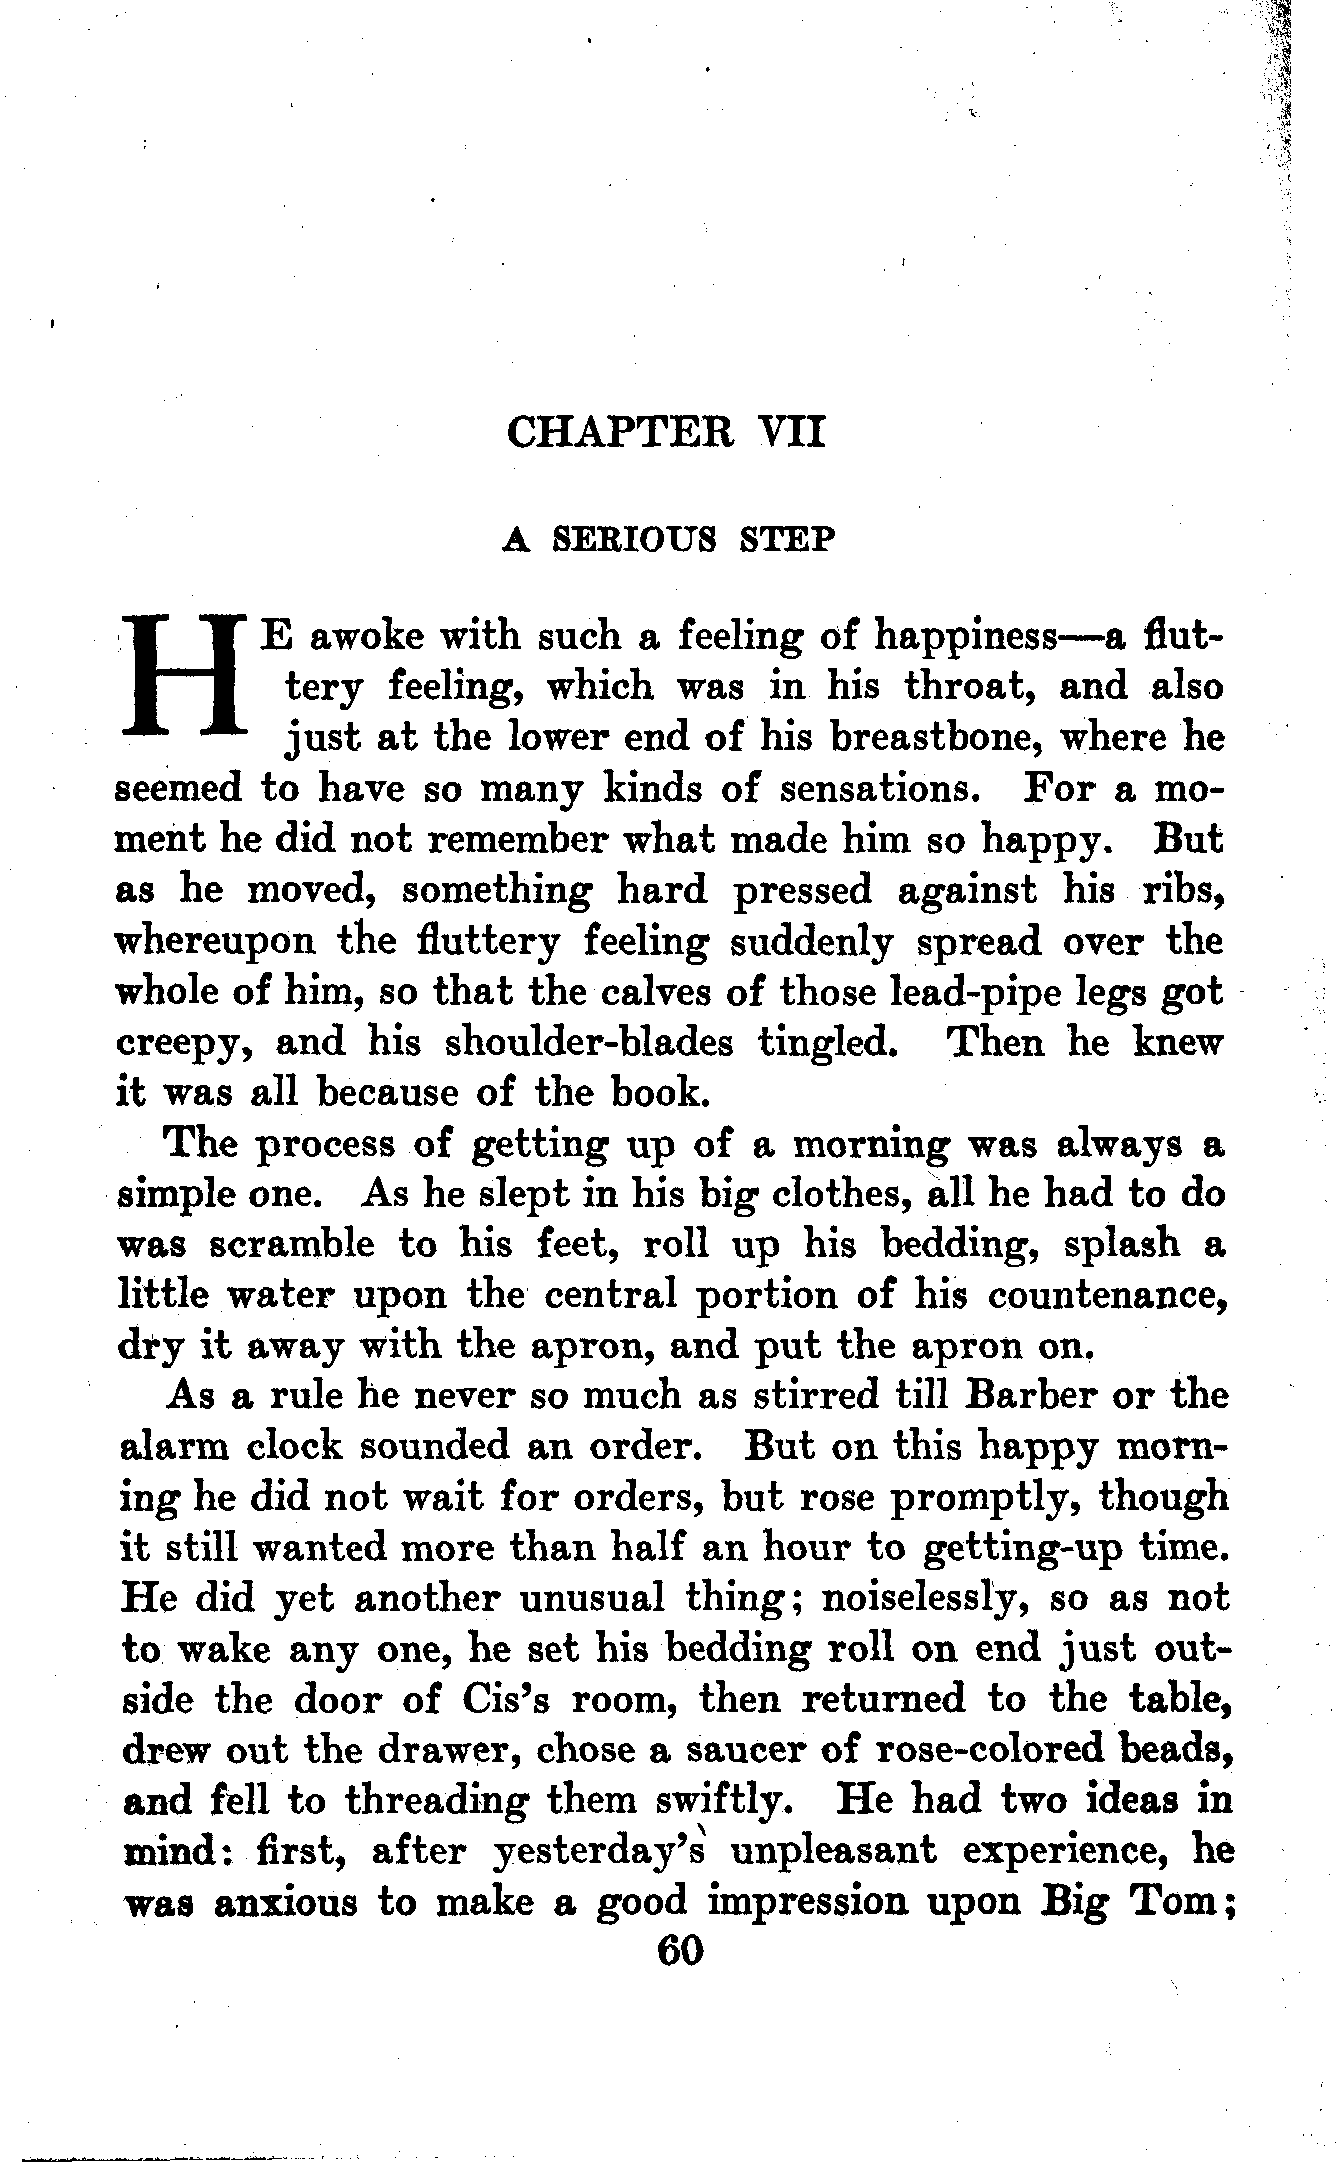 CHAPTER VII
A SERIOUS STEP
HE awoke with such a feeling of happiness—a flut-
tery feeling, which was in his throat, and also
just at the lower end of his breastbone, where he
seemed to have so many kinds of sensations. For a mo-
ment he did not remember what made him so happy. But
as he moved, something hard pressed against his ribs,
whereupon the fluttery feeling suddenly spread over the
whole of him, so that the calves of those lead-pipe legs got
creepy, and his shoulder-blades tingled. Then he knew
it was all because of the book.
The process of getting up of a morning was always a
simple one. As he slept in his big clothes, all he had to do
was scramble to his feet, roll up his bedding, splash a
little water upon the central portion of his countenance,
dry it away with the apron, and put the apron on.
As a rule he never so much as stirred till Barber or the
alarm clock sounded an order. But on this happy morn-
ing he did not wait for orders, but rose promptly, though
it still wanted more than half an hour to getting-up time.
He did yet another unusual thing; noiselessly, so as not
to wake any one, he set his bedding roll on end just out-
side the door of Cis's room, then returned to the table,
drew out the drawer, chose a saucer of rose-colored beads,
and fell to threading them swiftly. He had two ideas in
mind: first, after yesterday's unpleasant experience, he
was anxious to make a good impression upon Big Tom;
60